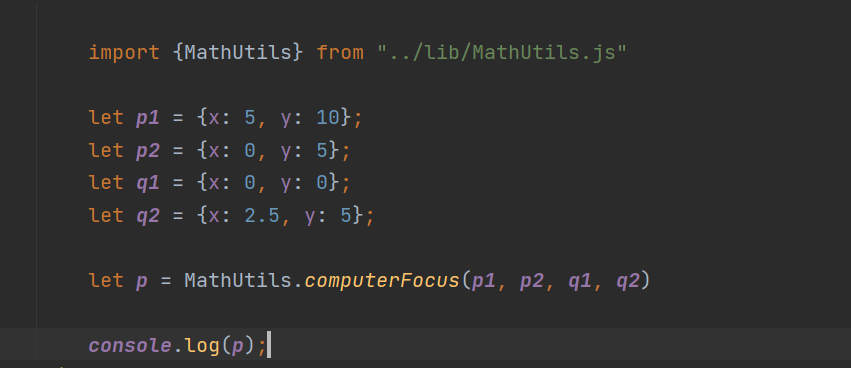 import {MathUtils} from "../lib/MathUtils.js"
let p1 = {x: 5, y: 10};
let p2 = {x: 0, y: 5};
let q1 = {x: 0, y: 0};
let q2 = {x: 2.5, y: 5};
let p = MathUtils.computerFocus(p1, p2, q1, q2)
console.log(p);